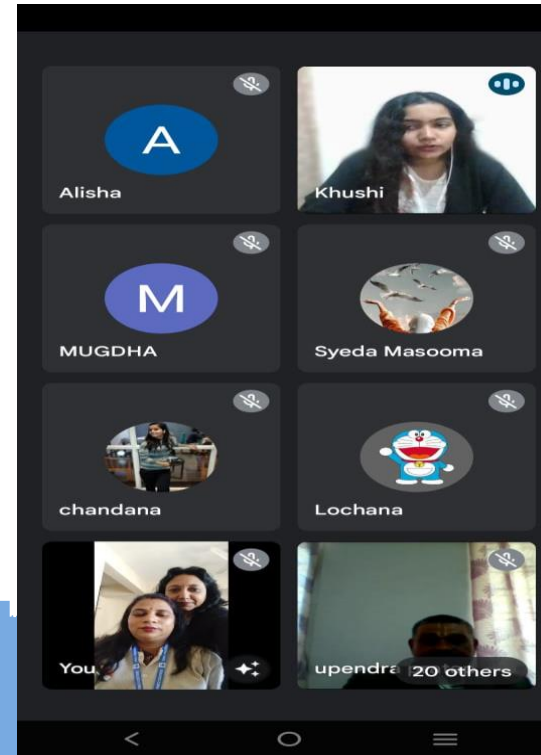 A
Alisha
Khushi
M
MUGDHA
Syeda Masooma
chandana
Lochana
You
upendra
20 others